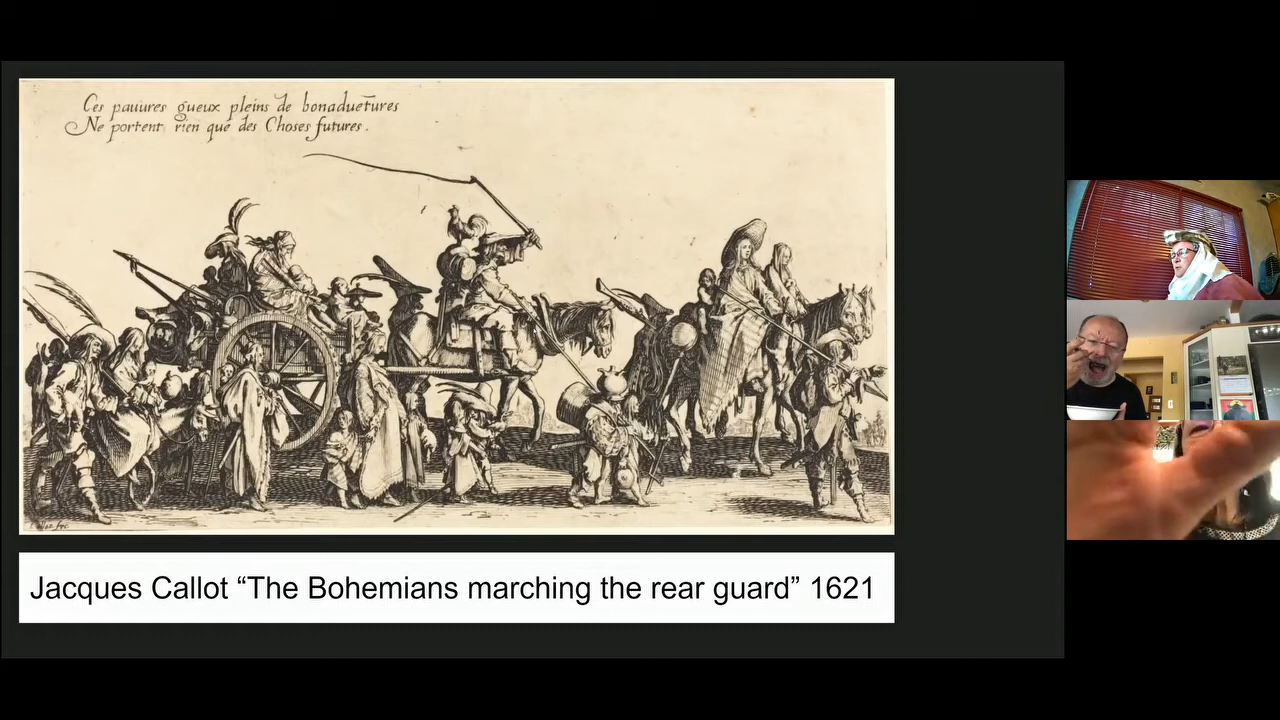 Ces pauures gueux pleins de bonaduetures
Ne portent rien que des Choses futures.
Jacques Callot “The Bohemians marching the rear guard” 1621